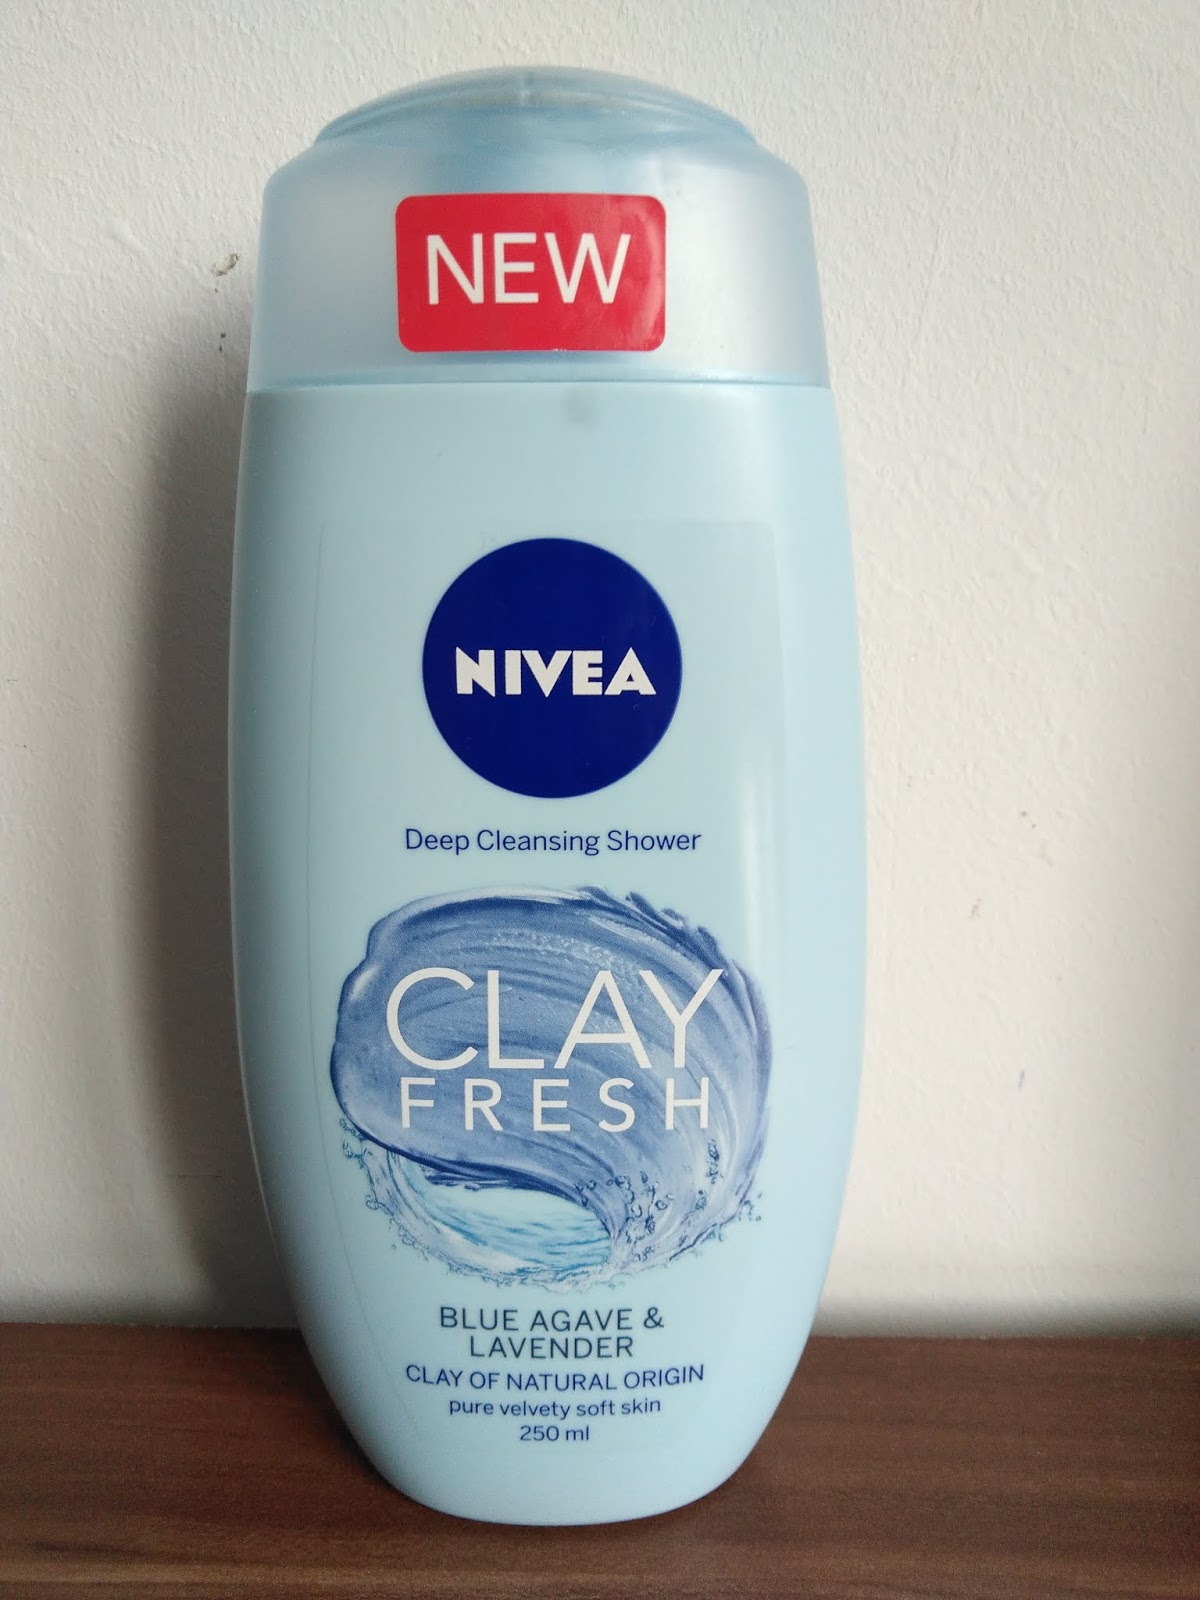 NEW
NIVEA
Deep Cleansing Shower
CLAY
FRESH
BLUE AGAVE &
LAVENDER
CLAY OF NATURAL ORIGIN
pure velvety soft skin
250 ml